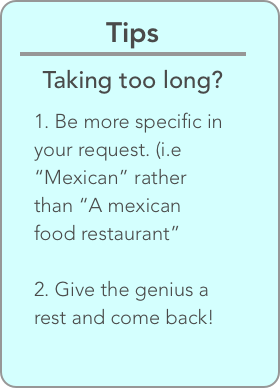 Tips
Taking too long?
1. Be more specific in
your request. (i.e
“Mexican” rather
than “A mexican
food restaurant”
2. Give the genius a
rest and come back!